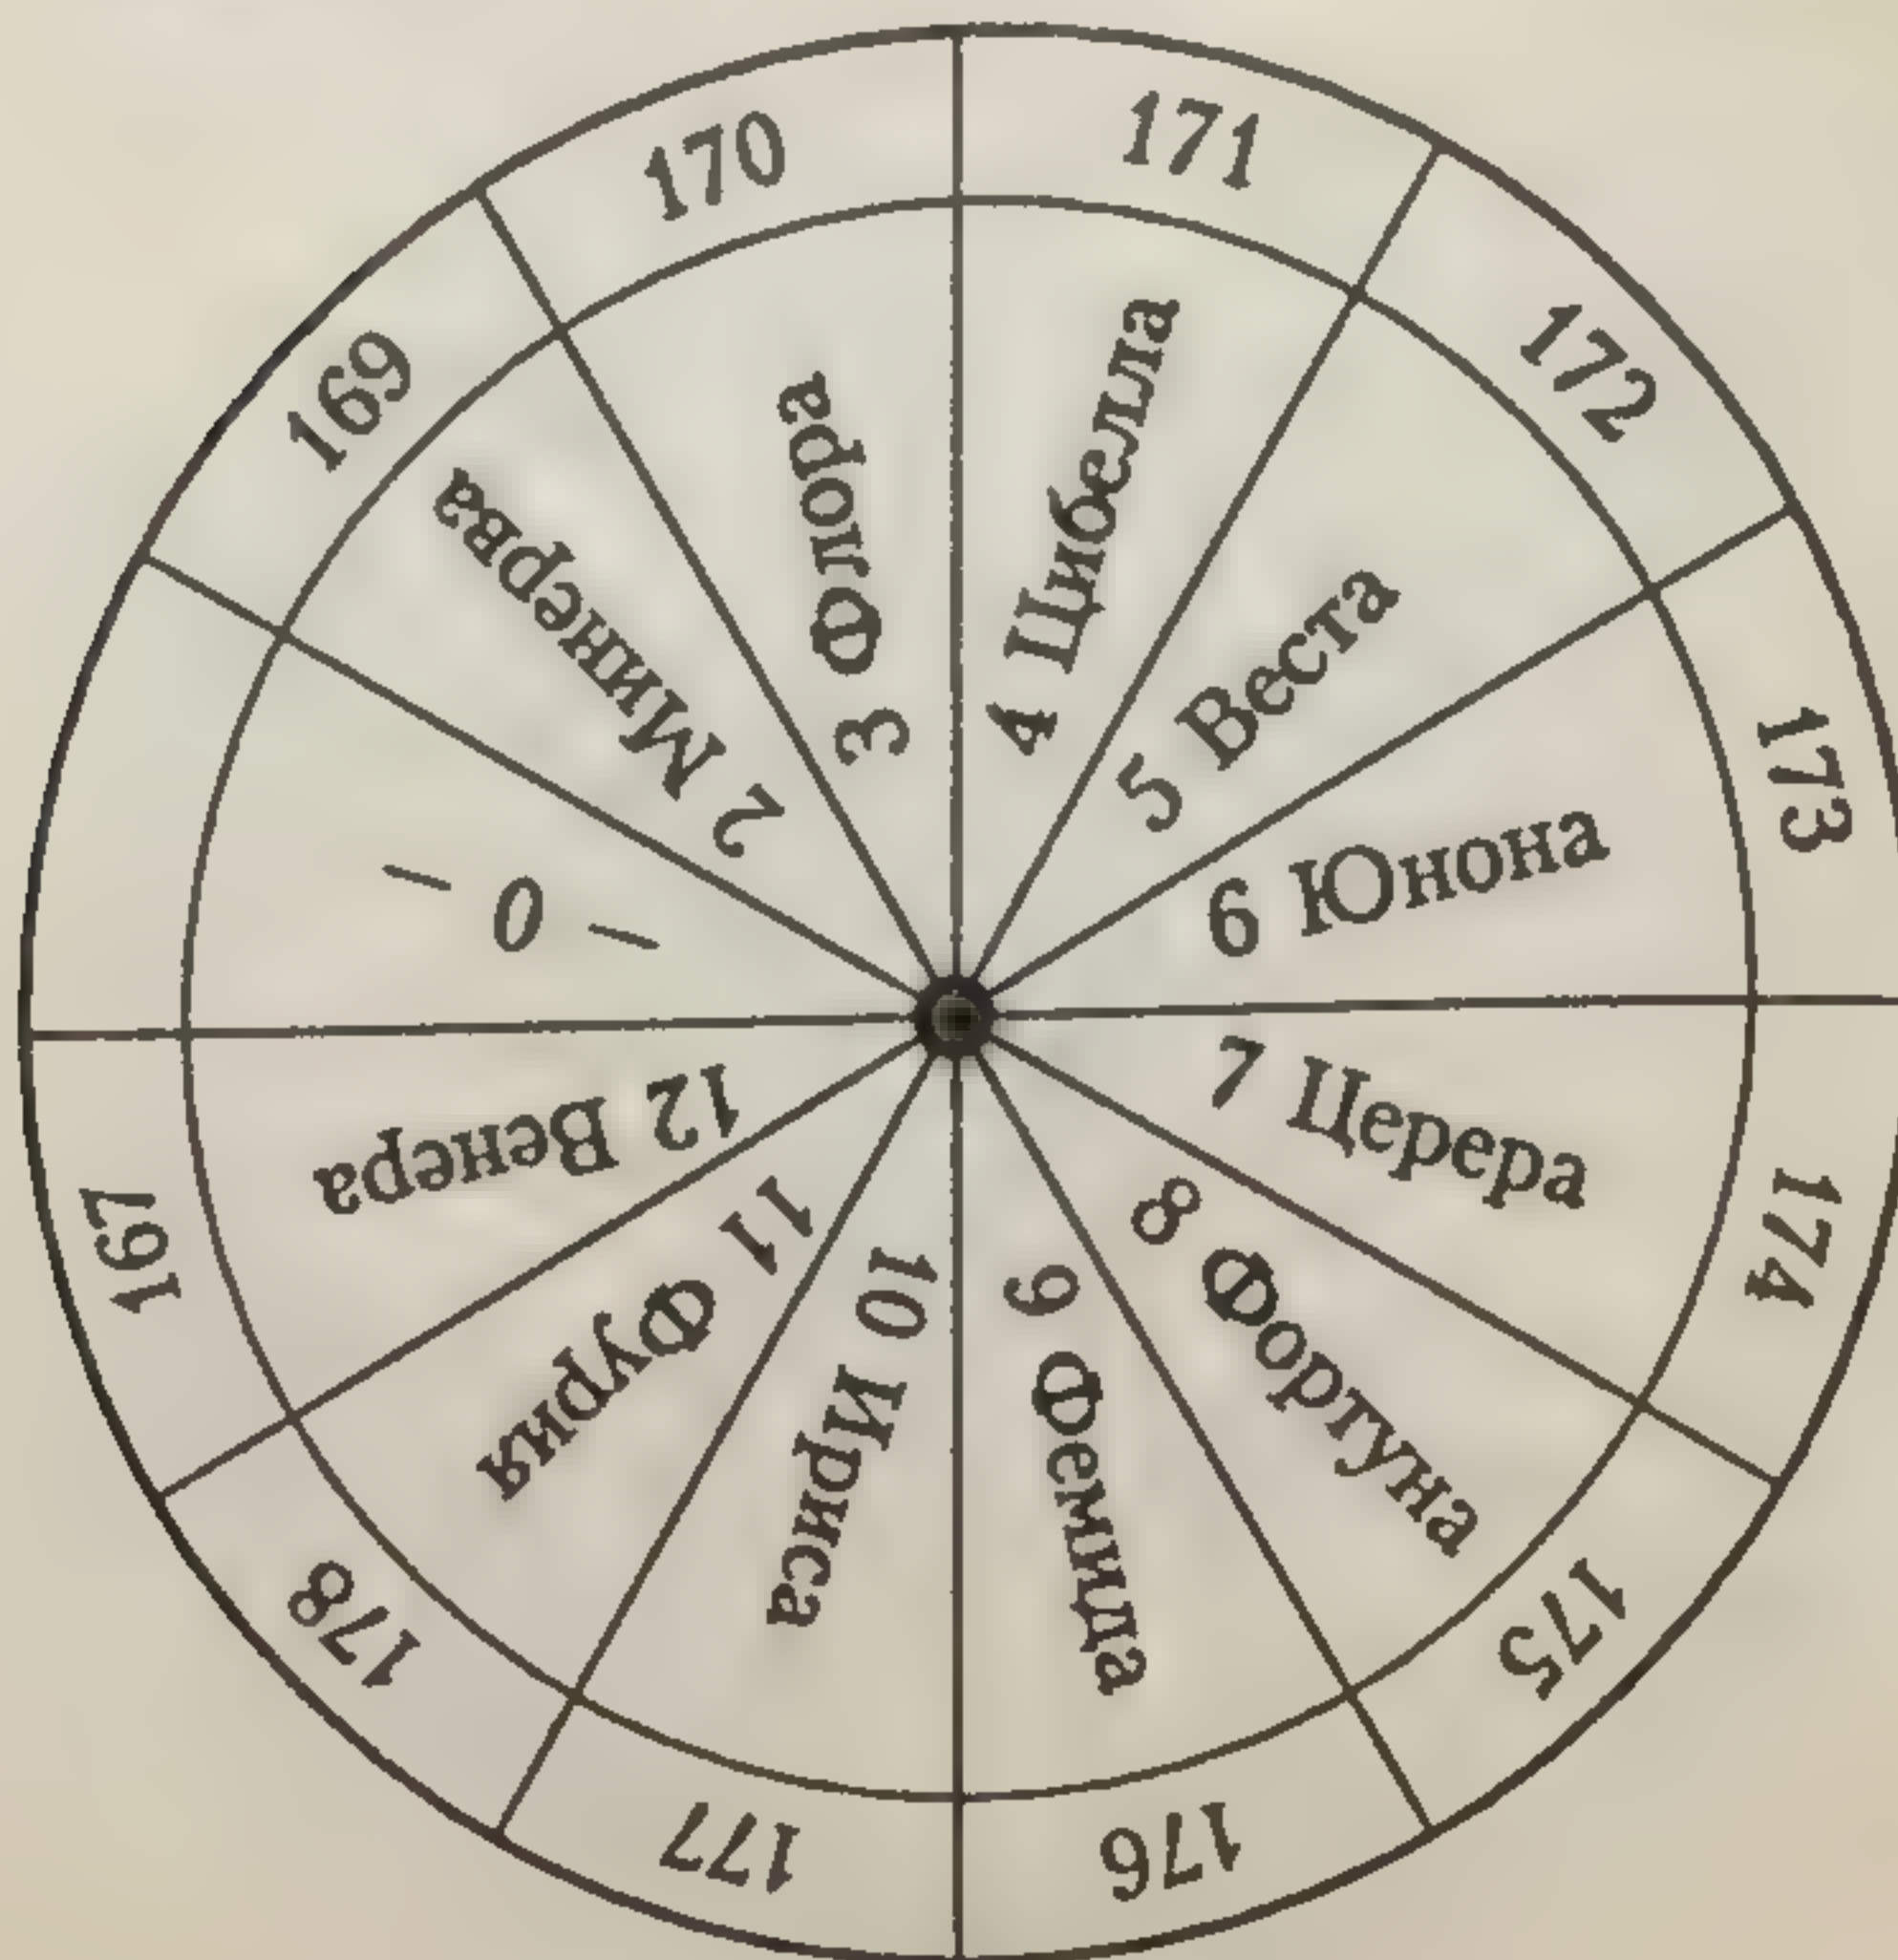 170
171
172
173
174
175
176
177
178
167
169
– 0 –
2 Минерва
3 Флора
4 Цибелла
5 Веста
6 Юнона
7 Церера
8 Фортуна
9 Фемида
10 Ириса
11 Фурия
12 Венера